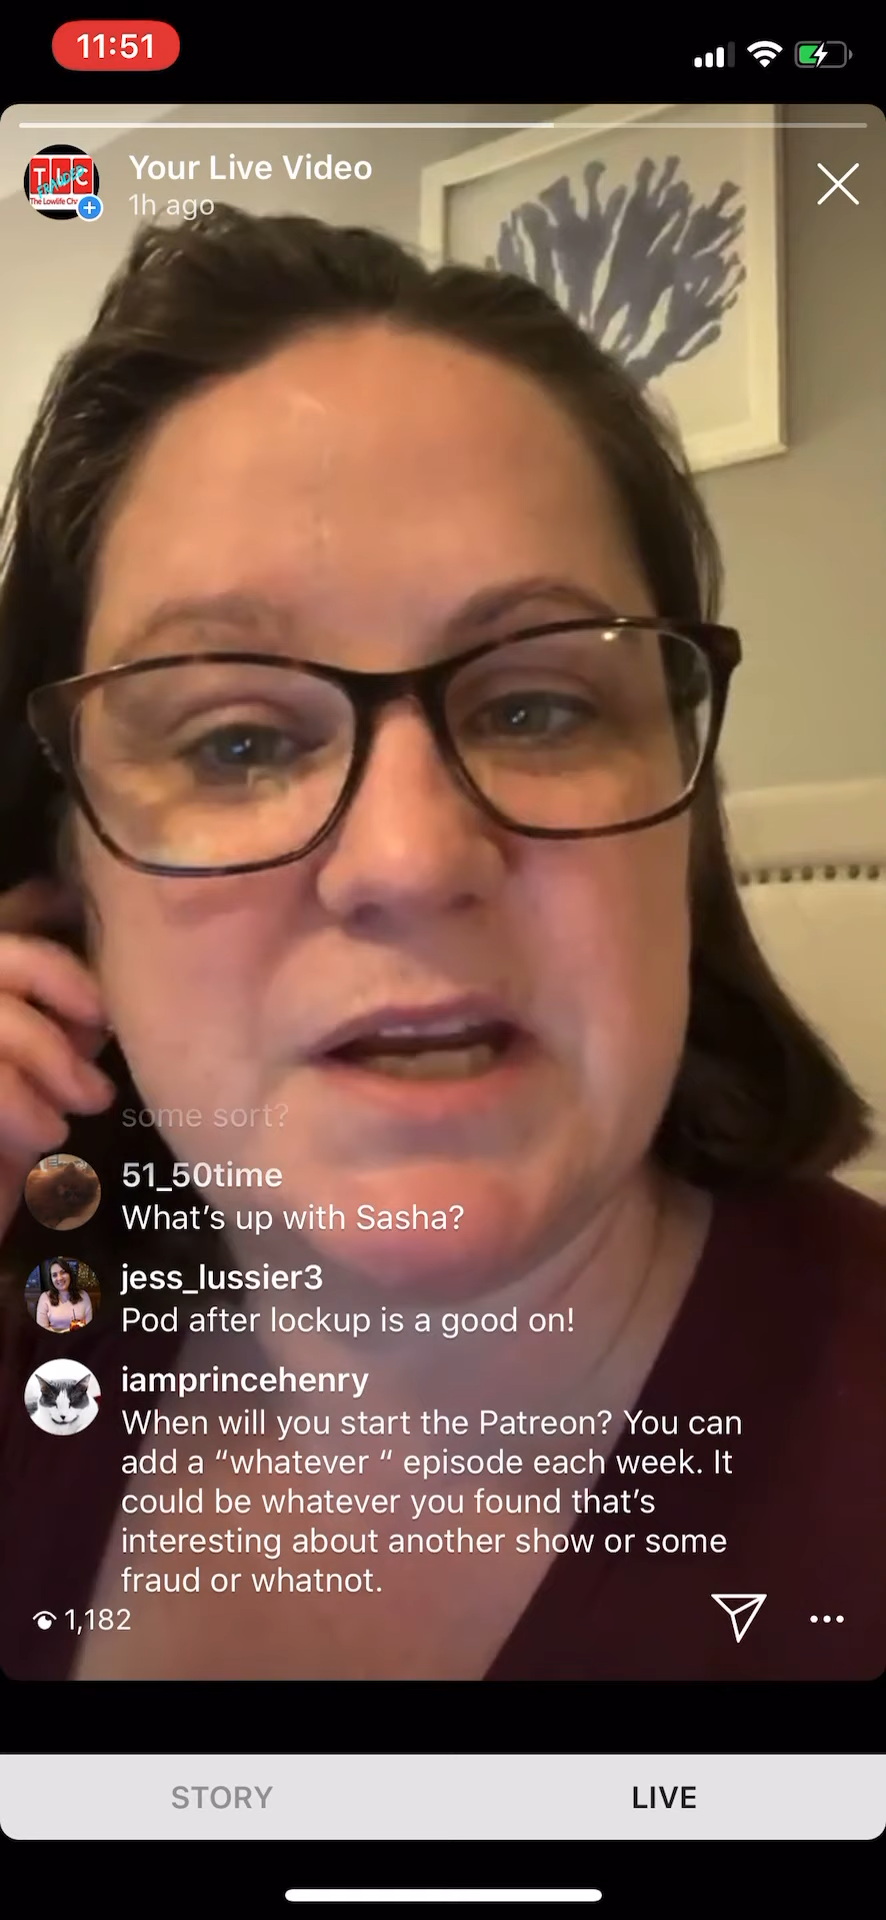 11:51
TLC
FRAUDED
Your Live Video
1h ago
some sort?
51_50time
What’s up with Sasha?
jess_lussier3
Pod after lockup is a good on!
iamprincehenry
When will you start the Patreon? You can
add a “whatever “ episode each week. It
could be whatever you found that’s
interesting about another show or some
fraud or whatnot.
1,182
STORY
LIVE